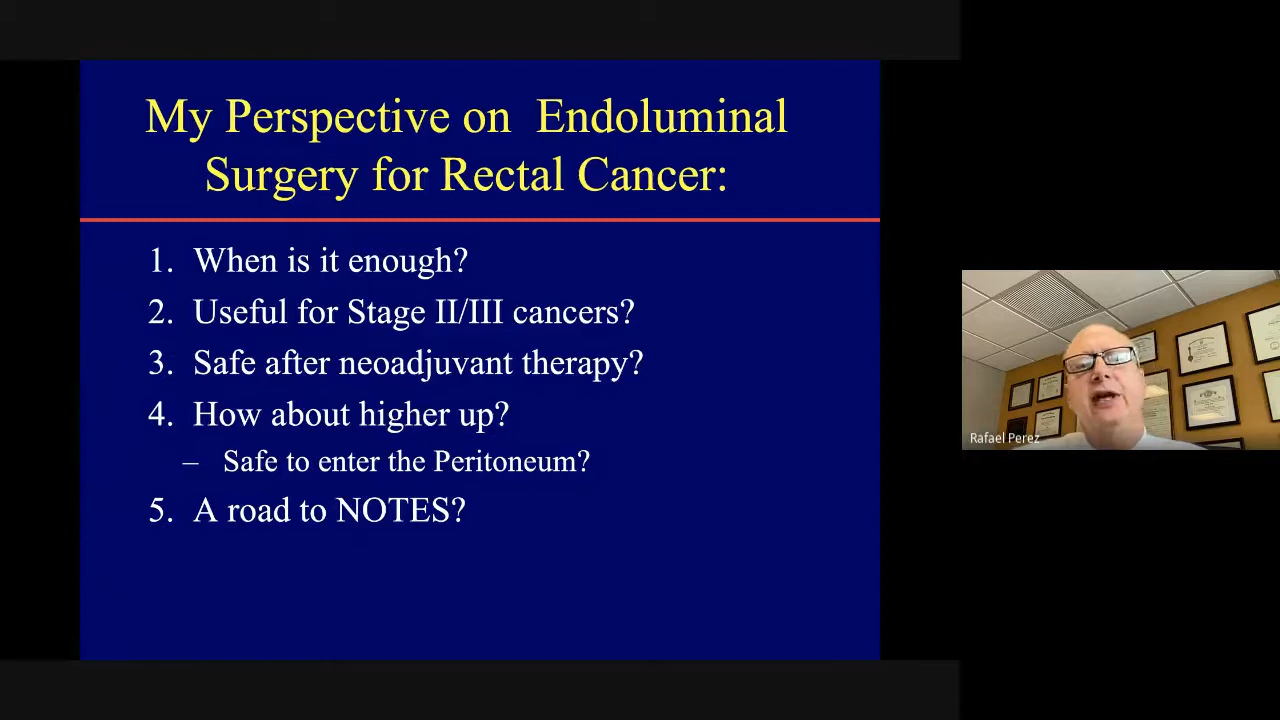 My Perspective on Endoluminal
Surgery for Rectal Cancer:
1. When is it enough?
2. Useful for Stage II/III cancers?
3. Safe after neoadjuvant therapy?
4. How about higher up?
– Safe to enter the Peritoneum?
5. A road to NOTES?
Rafael Perez